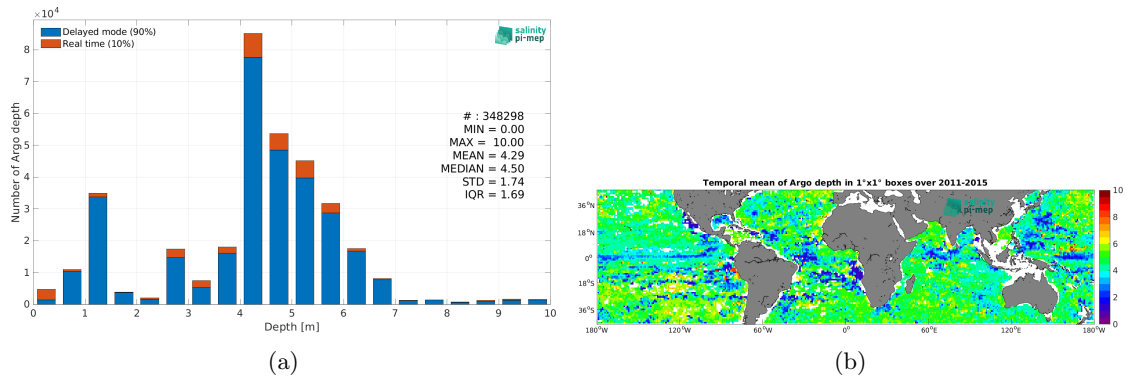 ×10⁴
Delayed mode (90%)
Real time (10%)
salinity
pi-mep
# : 348298
MIN = 0.00
MAX = 10.00
MEAN = 4.29
MEDIAN = 4.50
STD = 1.74
IQR = 1.69
Number of Argo depth
8
7
6
5
4
3
2
1
0
0 1 2 3 4 5 6 7 8 9 10
Depth [m]
(a)
Temporal mean of Argo depth in 1°x1° boxes over 2011-2015
salinity
pi-mep
36°N
18°N
0°
18°S
36°S
180°W 120°W 60°W 0° 60°E 120°E 180°W
10
8
6
4
2
0
(b)